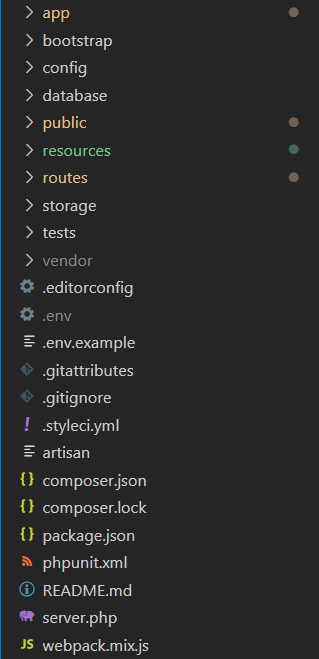 app
bootstrap
config
database
public
resources
routes
storage
tests
vendor
.editorconfig
.env
.env.example
.gitattributes
.gitignore
.styleci.yml
artisan
composer.json
composer.lock
package.json
phpunit.xml
README.md
server.php
webpack.mix.js